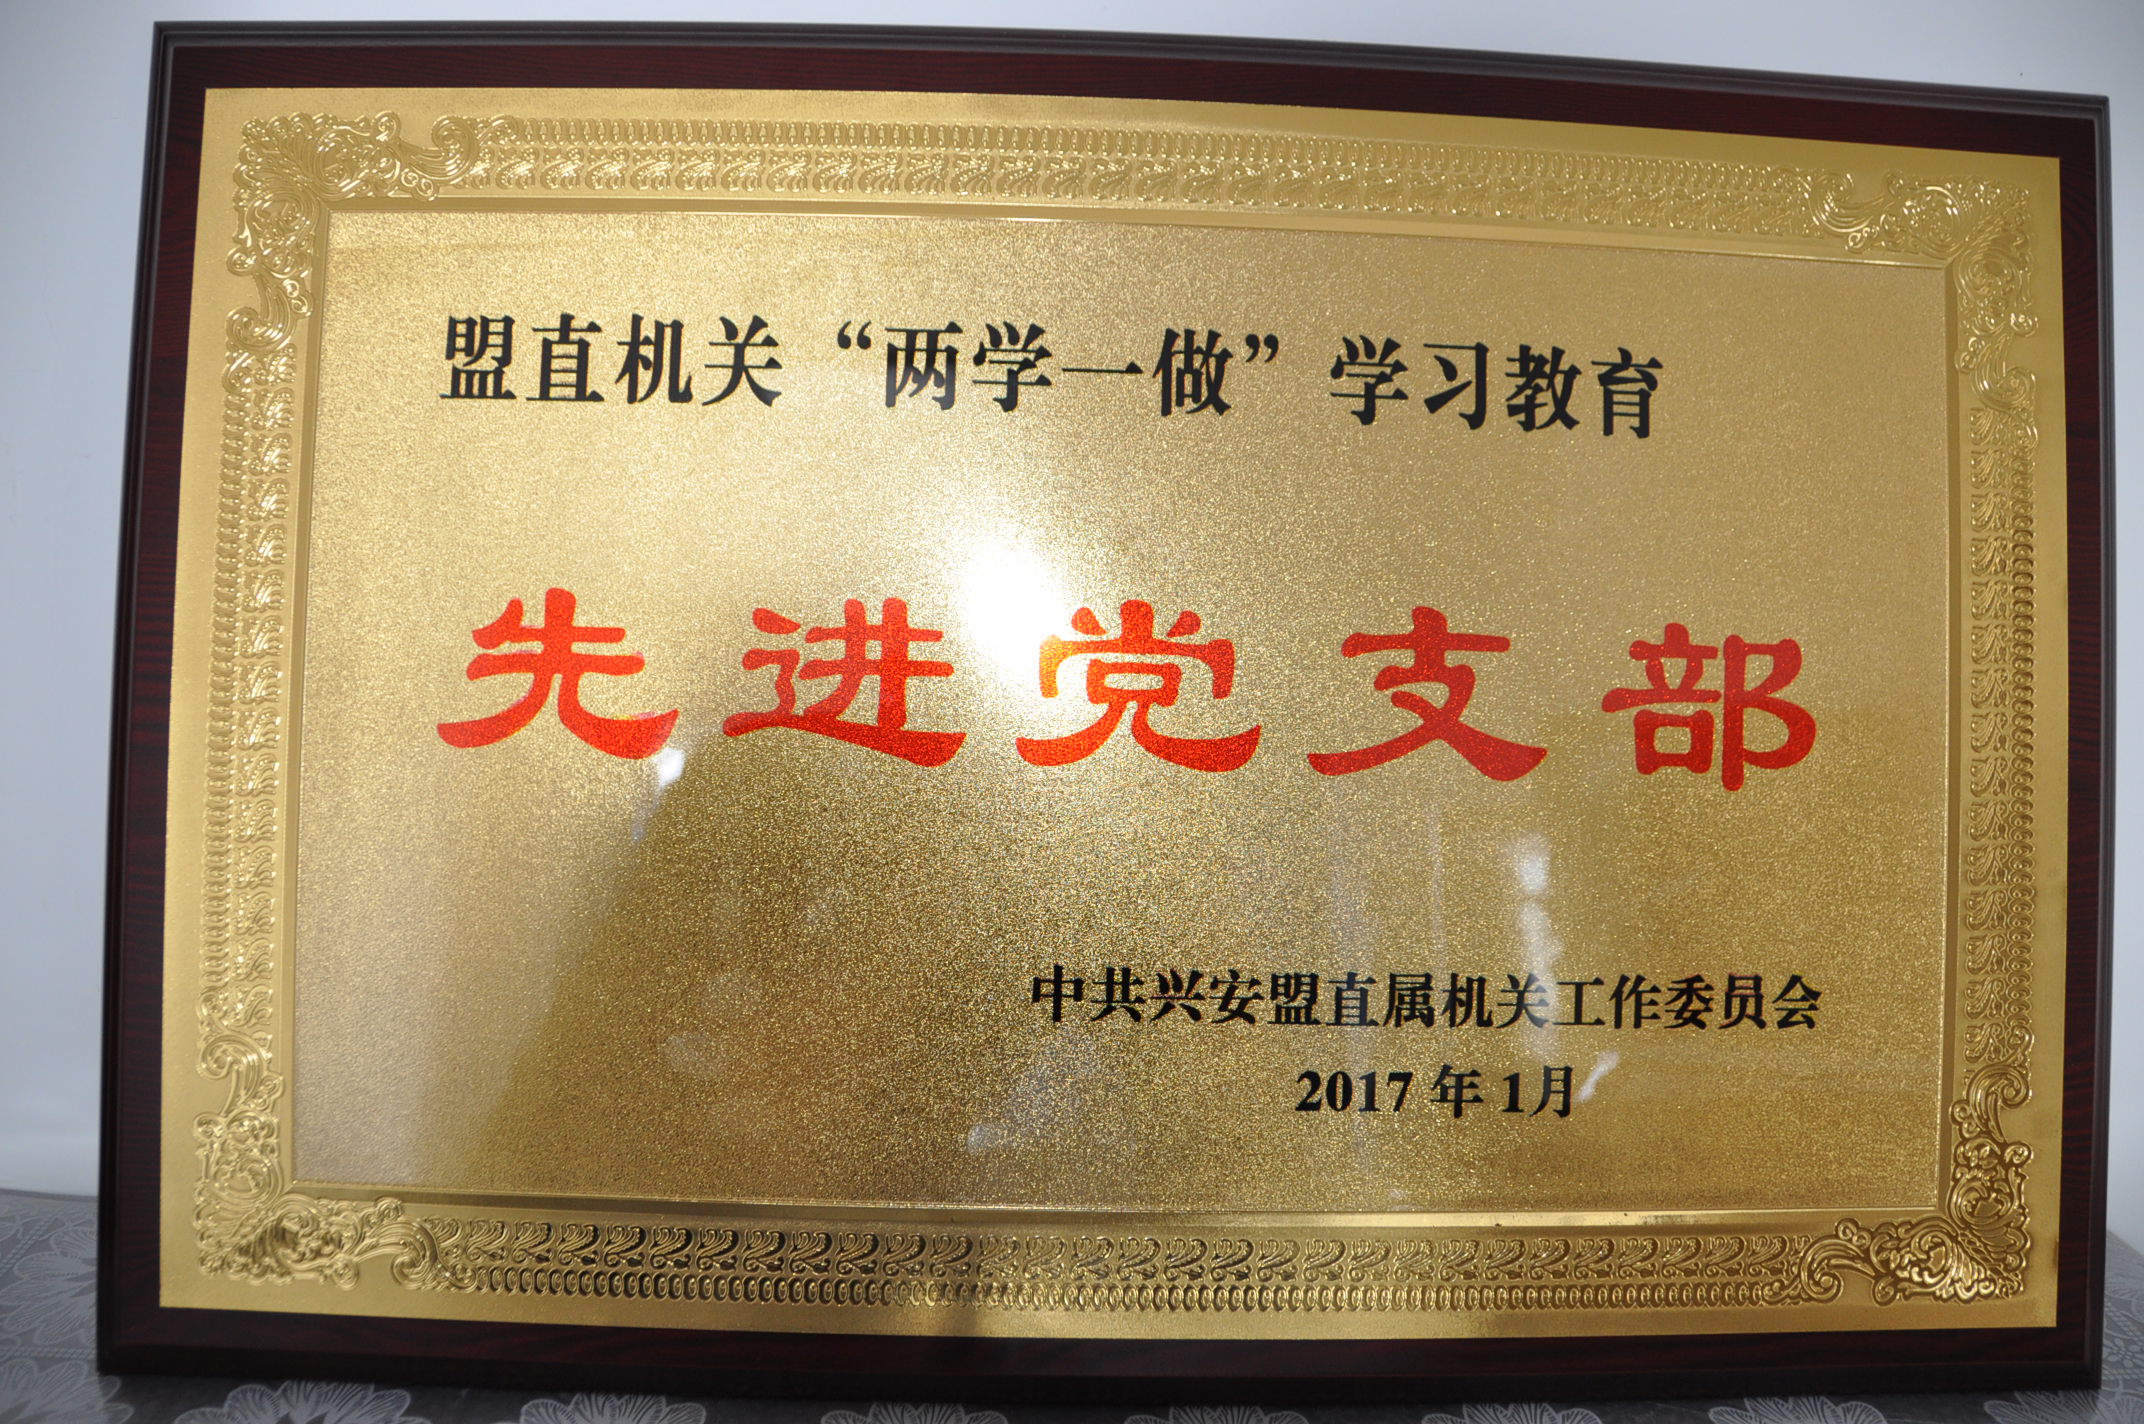 盟直机关“两学一做”学习教育
先进党支部
中共兴安盟直属机关工作委员会
2017年1月